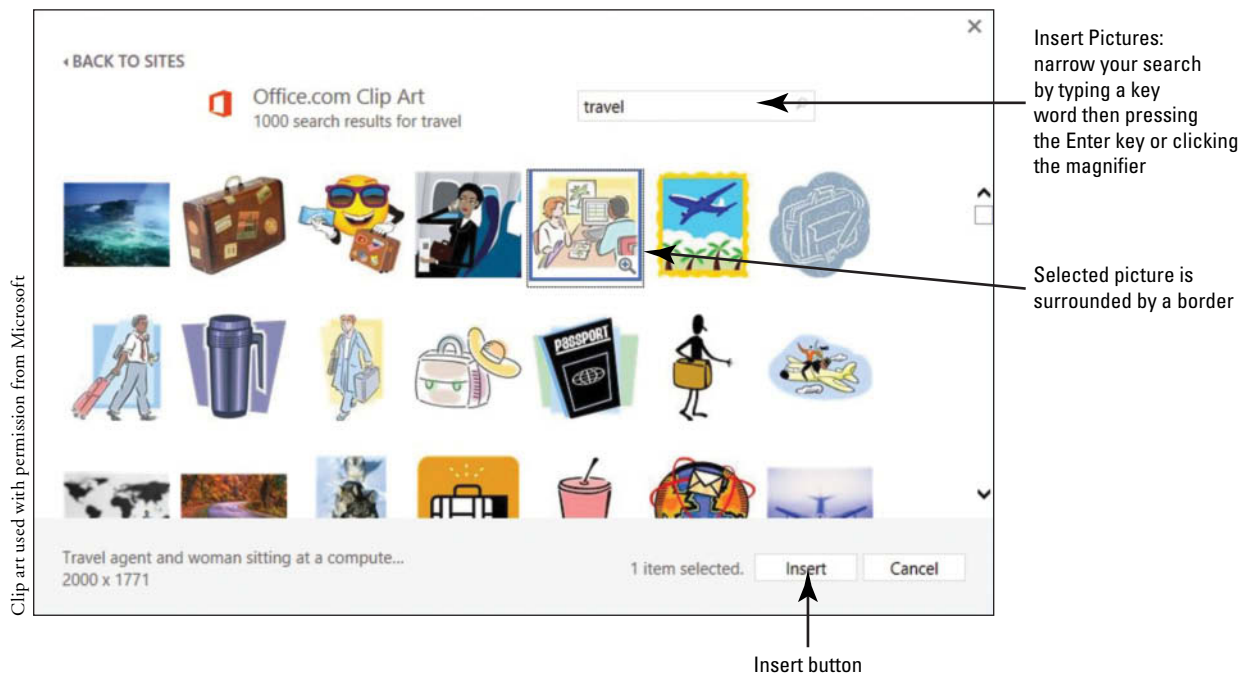 BACK TO SITES
Office.com Clip Art
1000 search results for travel
travel
PASSPORT
Travel agent and woman sitting at a compute...
2000 x 1771
1 item selected.
Insert
Cancel
Insert Pictures:
narrow your search
by typing a key
word then pressing
the Enter key or clicking
the magnifier
Selected picture is
surrounded by a border
Insert button
Clip art used with permission from Microsoft